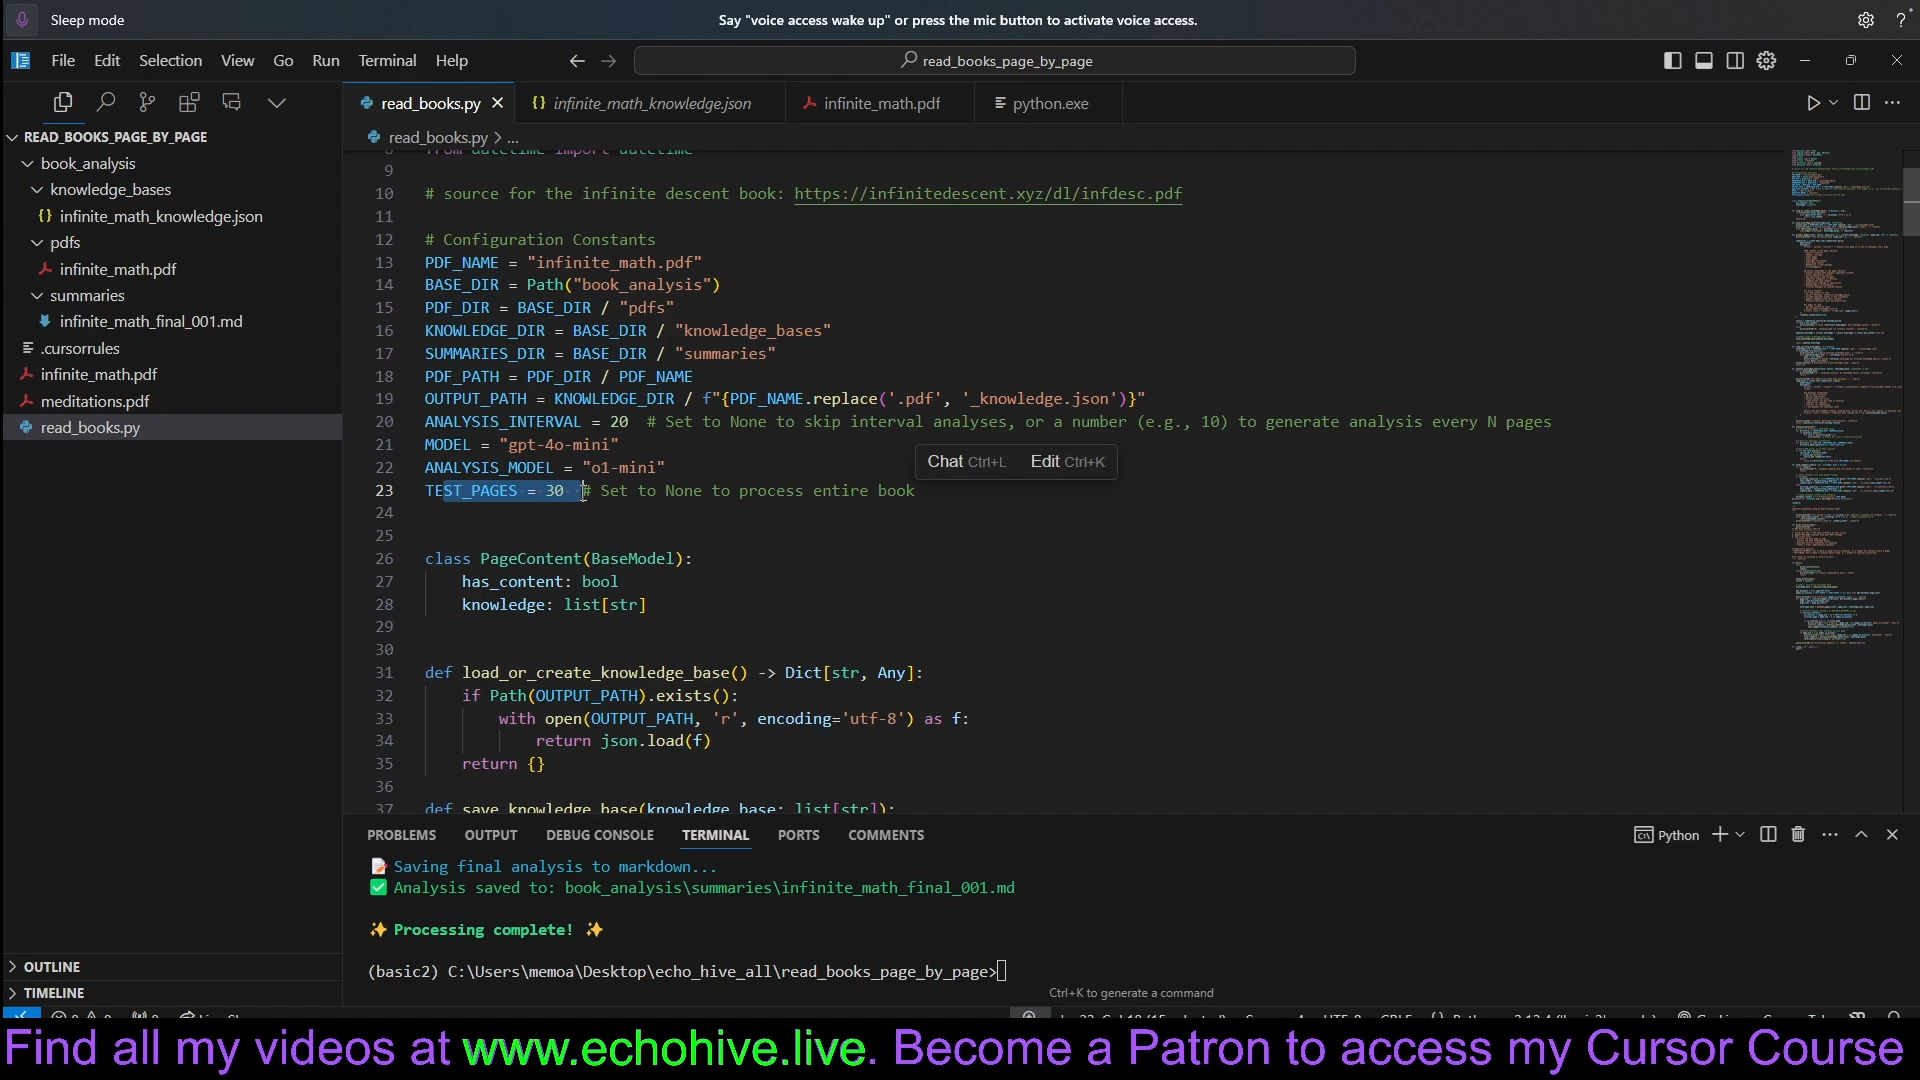 Sleep mode
Say "voice access wake up" or press the mic button to activate voice access.
File Edit Selection View Go Run Terminal Help
read_books_page_by_page
READ_BOOKS_PAGE_BY_PAGE
book_analysis
knowledge_bases
infinite_math_knowledge.json
pdfs
infinite_math.pdf
summaries
infinite_math_final_001.md
.cursorrules
infinite_math.pdf
meditations.pdf
read_books.py
OUTLINE
TIMELINE
read_books.py infinite_math_knowledge.json infinite_math.pdf python.exe
read_books.py > ...
8 from datetime import datetime
9
10 # source for the infinite descent book: https://infinitedescent.xyz/dl/infdesc.pdf
11
12 # Configuration Constants
13 PDF_NAME = "infinite_math.pdf"
14 BASE_DIR = Path("book_analysis")
15 PDF_DIR = BASE_DIR / "pdfs"
16 KNOWLEDGE_DIR = BASE_DIR / "knowledge_bases"
17 SUMMARIES_DIR = BASE_DIR / "summaries"
18 PDF_PATH = PDF_DIR / PDF_NAME
19 OUTPUT_PATH = KNOWLEDGE_DIR / f"{PDF_NAME.replace('.pdf', '_knowledge.json')}"
20 ANALYSIS_INTERVAL = 20 # Set to None to skip interval analyses, or a number (e.g., 10) to generate analysis every N pages
21 MODEL = "gpt-4o-mini"
Chat Ctrl+L Edit Ctrl+K
22 ANALYSIS_MODEL = "o1-mini"
23 TEST_PAGES = 30 # Set to None to process entire book
24
25
26 class PageContent(BaseModel):
27 has_content: bool
28 knowledge: list[str]
29
30
31 def load_or_create_knowledge_base() -> Dict[str, Any]:
32 if Path(OUTPUT_PATH).exists():
33 with open(OUTPUT_PATH, 'r', encoding='utf-8') as f:
34 return json.load(f)
35 return {}
36
37 def save_knowledge_base(knowledge_base: list[str]):
PROBLEMS OUTPUT DEBUG CONSOLE TERMINAL PORTS COMMENTS
Python
📝 Saving final analysis to markdown...
✅ Analysis saved to: book_analysis\summaries\infinite_math_final_001.md
✨ Processing complete! ✨
(basic2) C:\Users\memoa\Desktop\echo_hive_all\read_books_page_by_page>
Ctrl+K to generate a command
Find all my videos at www.echohive.live. Become a Patron to access my Cursor Course